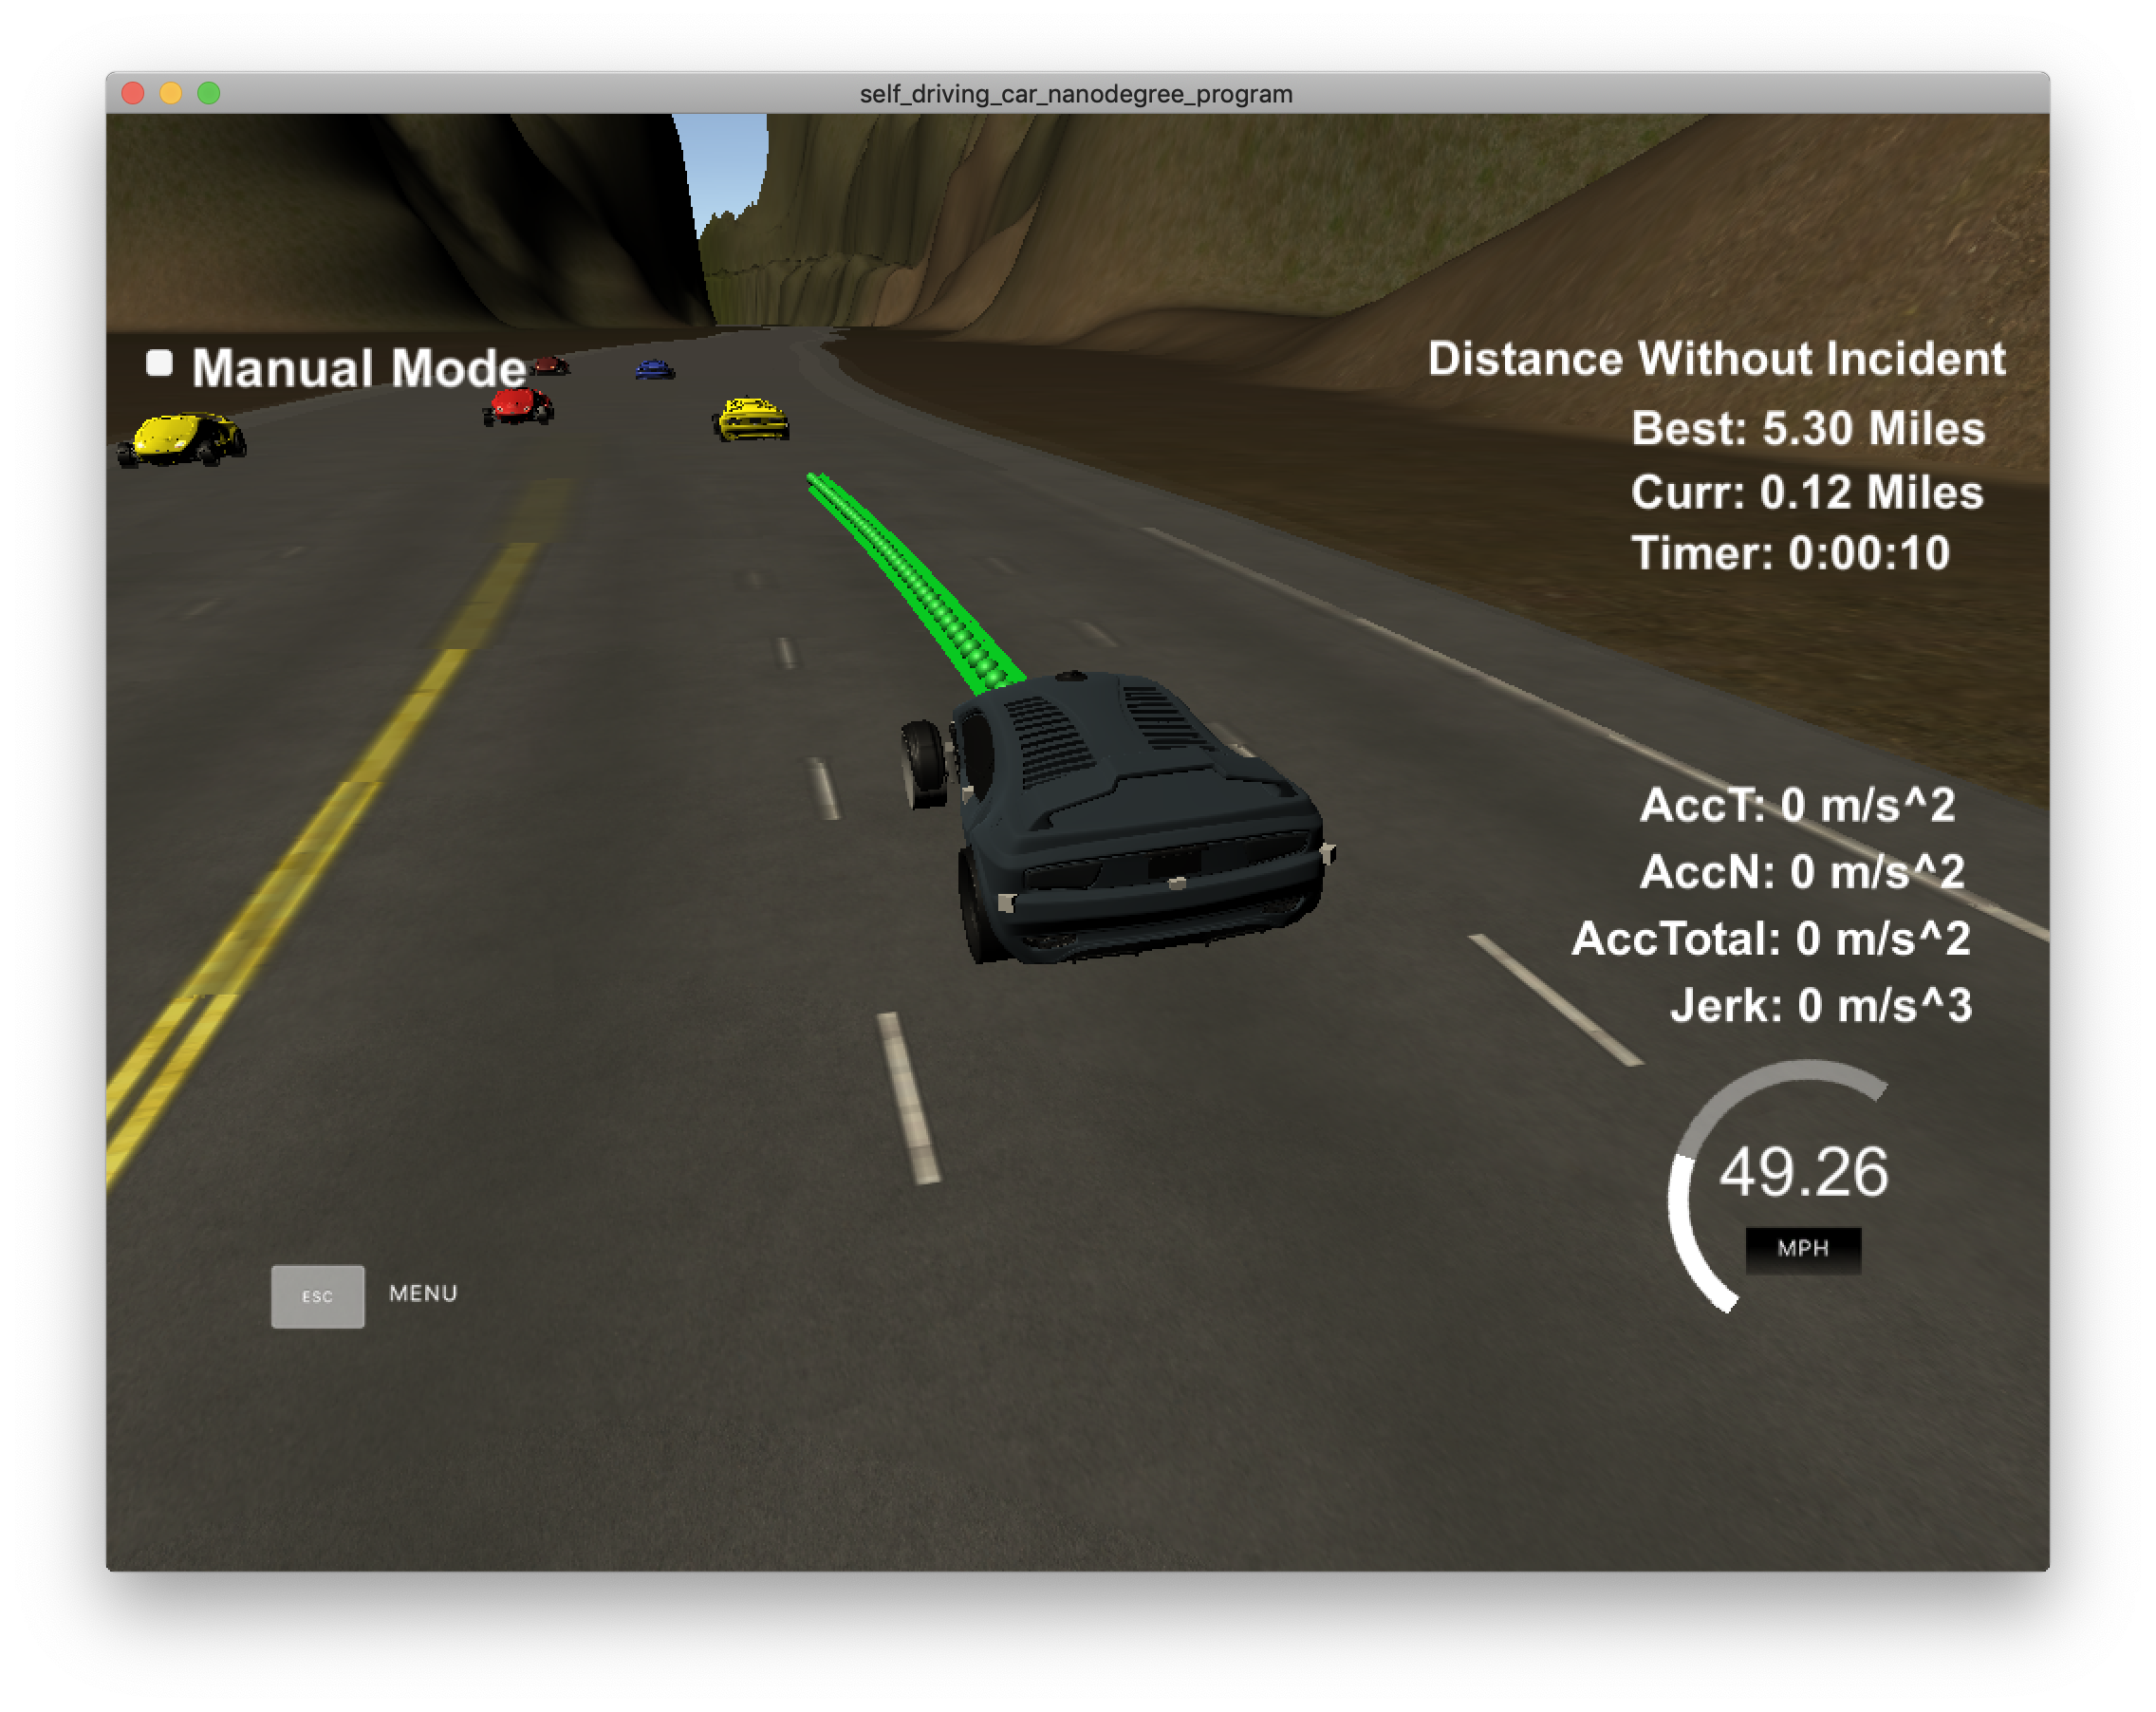 self_driving_car_nanodegree_program
Manual Mode
Distance Without Incident
Best: 5.30 Miles
Curr: 0.12 Miles
Timer: 0:00:10
AccT: 0 m/s^2
AccN: 0 m/s^2
AccTotal: 0 m/s^2
Jerk: 0 m/s^3
49.26
MPH
ESC MENU